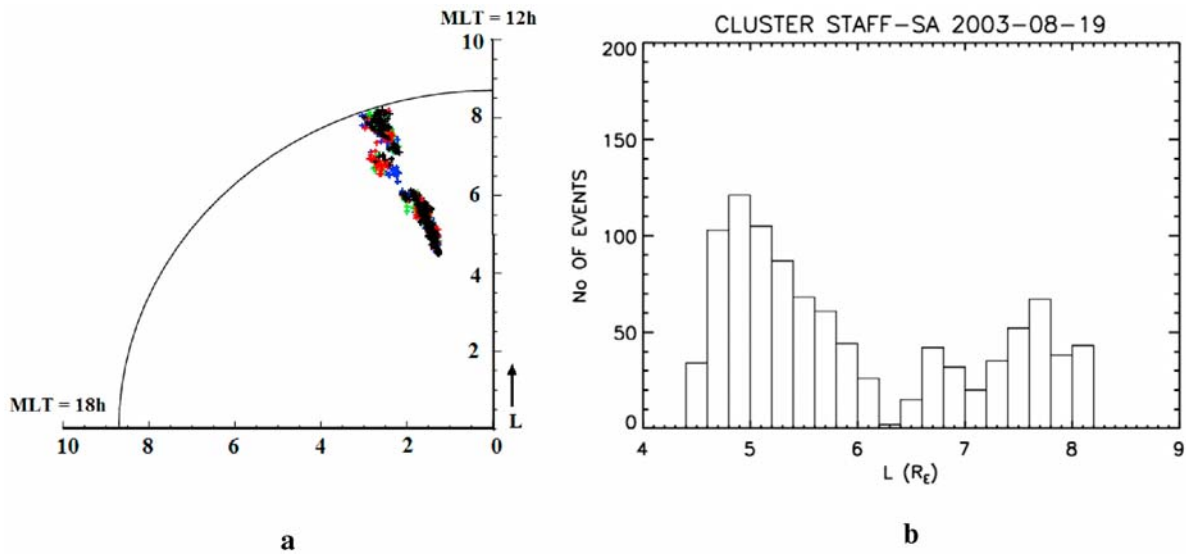 MLT = 12h
10
8
6
4
2
L
MLT = 18h
10 8 6 4 2 0
a
CLUSTER STAFF-SA 2003-08-19
200
150
100
50
0
No OF EVENTS
4 5 6 7 8 9
L (RE)
b